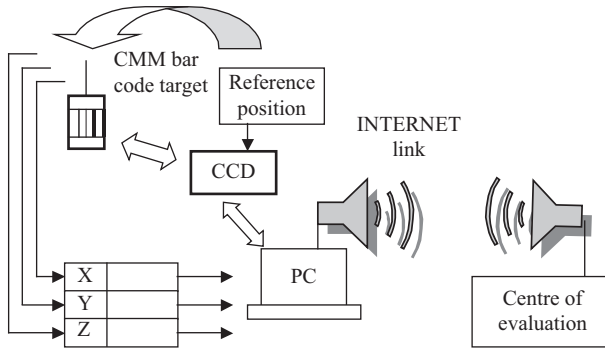 CMM bar
code target
Reference
position
INTERNET
link
CCD
X
Y
Z
PC
Centre of
evaluation